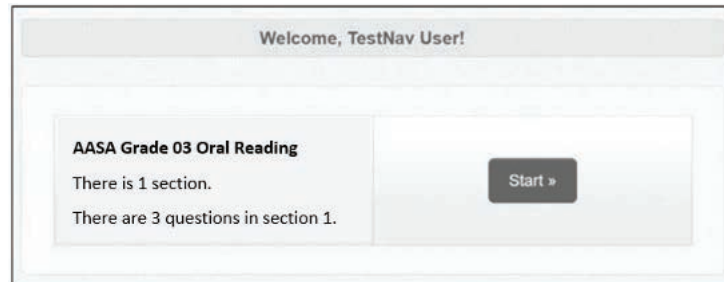 Welcome, TestNav User!
AASA Grade 03 Oral Reading
There is 1 section.
There are 3 questions in section 1.
Start »